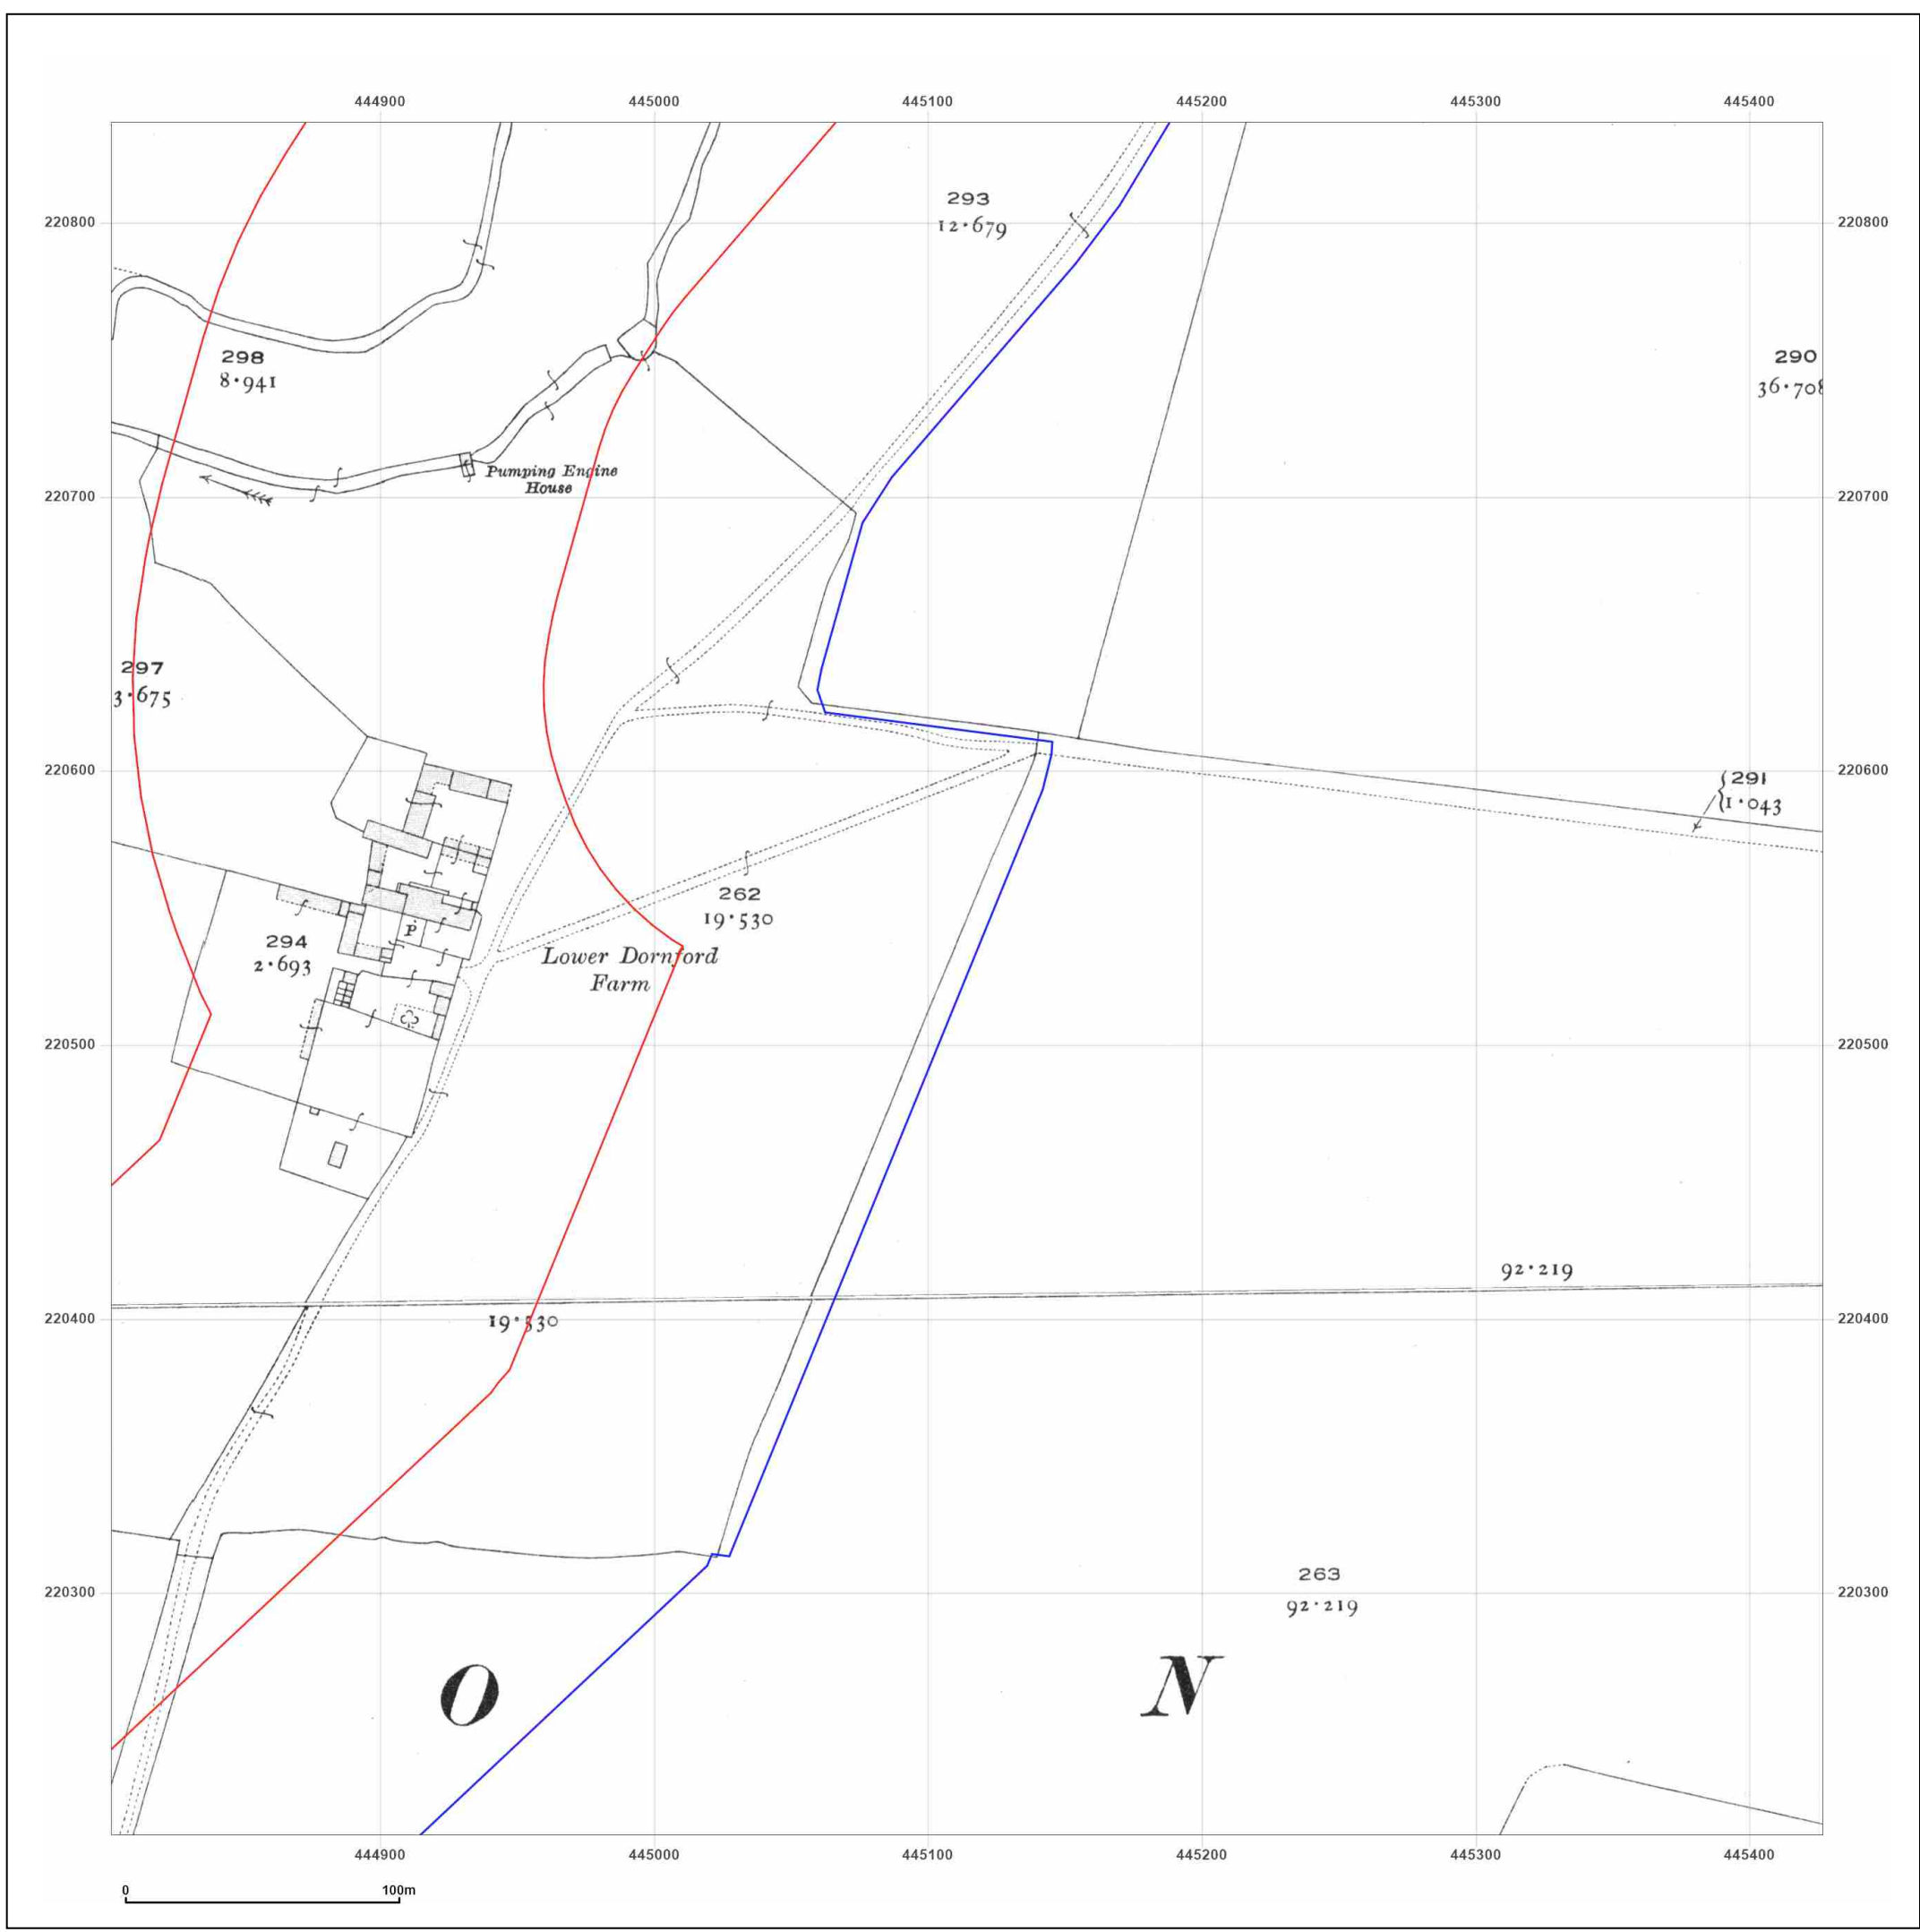 444900 445000 445100 445200 445300 445400
293
220800 12·679 220800
298 290
8·941 36·708
Pumping Engine
House
220700 220700
297
3·675
220600 291 220600
1·043
262
19·530
P
294
2·693
Lower Dornford
Farm
220500 220500
92·219
220400 19·530 220400
263
220300 92·219 220300
O N
444900 445000 445100 445200 445300 445400
0 100m